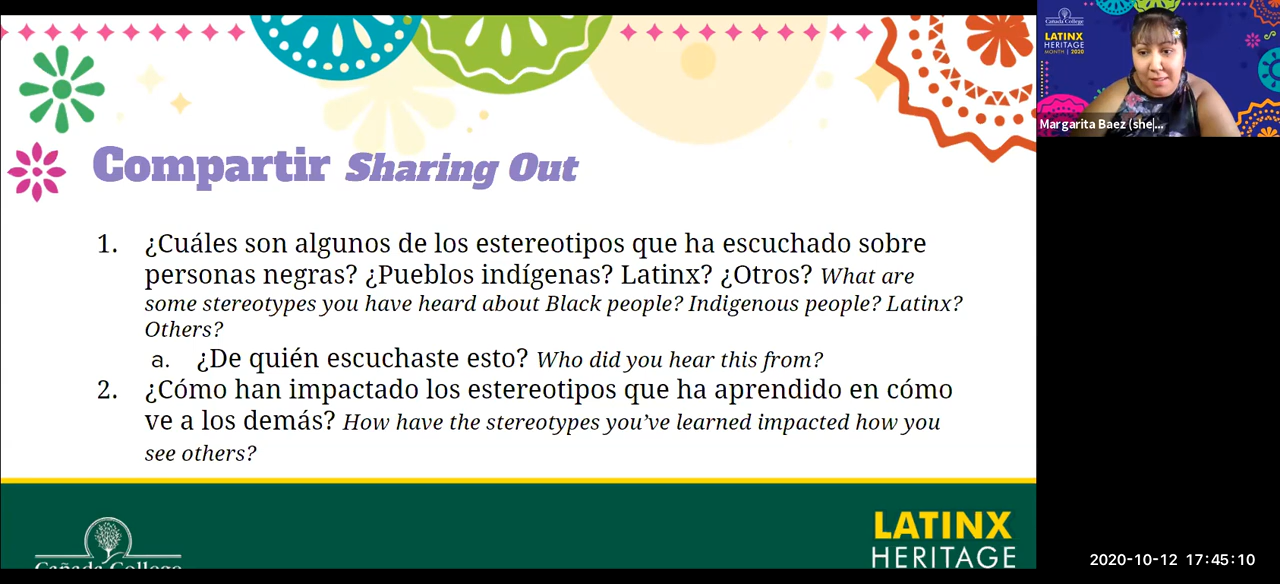 Compartir Sharing Out
1. ¿Cuáles son algunos de los estereotipos que ha escuchado sobre
personas negras? ¿Pueblos indígenas? Latinx? ¿Otros? What are
some stereotypes you have heard about Black people? Indigenous people? Latinx?
Others?
a. ¿De quién escuchaste esto? Who did you hear this from?
2. ¿Cómo han impactado los estereotipos que ha aprendido en cómo
ve a los demás? How have the stereotypes you’ve learned impacted how you
see others?
Cañada College
LATINX
HERITAGE
Cañada College
LATINX
HERITAGE
MONTH | 2020
Margarita Baez (she|...
2020-10-12 17:45:10